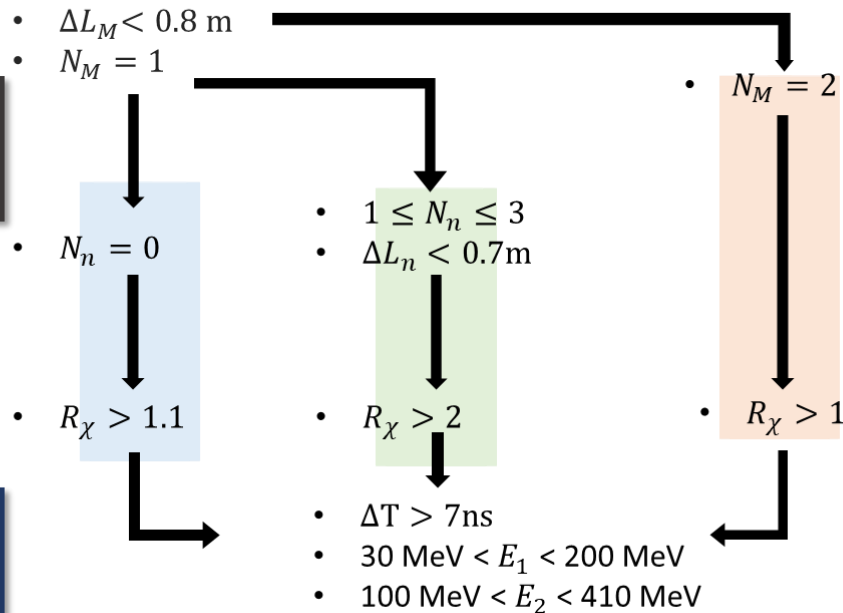 • ΔL_M < 0.8 m
• N_M = 1
• N_M = 2
• 1 ≤ N_n ≤ 3
• N_n = 0
• ΔL_n < 0.7m
• R_χ > 1.1
• R_χ > 2
• R_χ > 1
• ΔT > 7ns
• 30 MeV < E_1 < 200 MeV
• 100 MeV < E_2 < 410 MeV